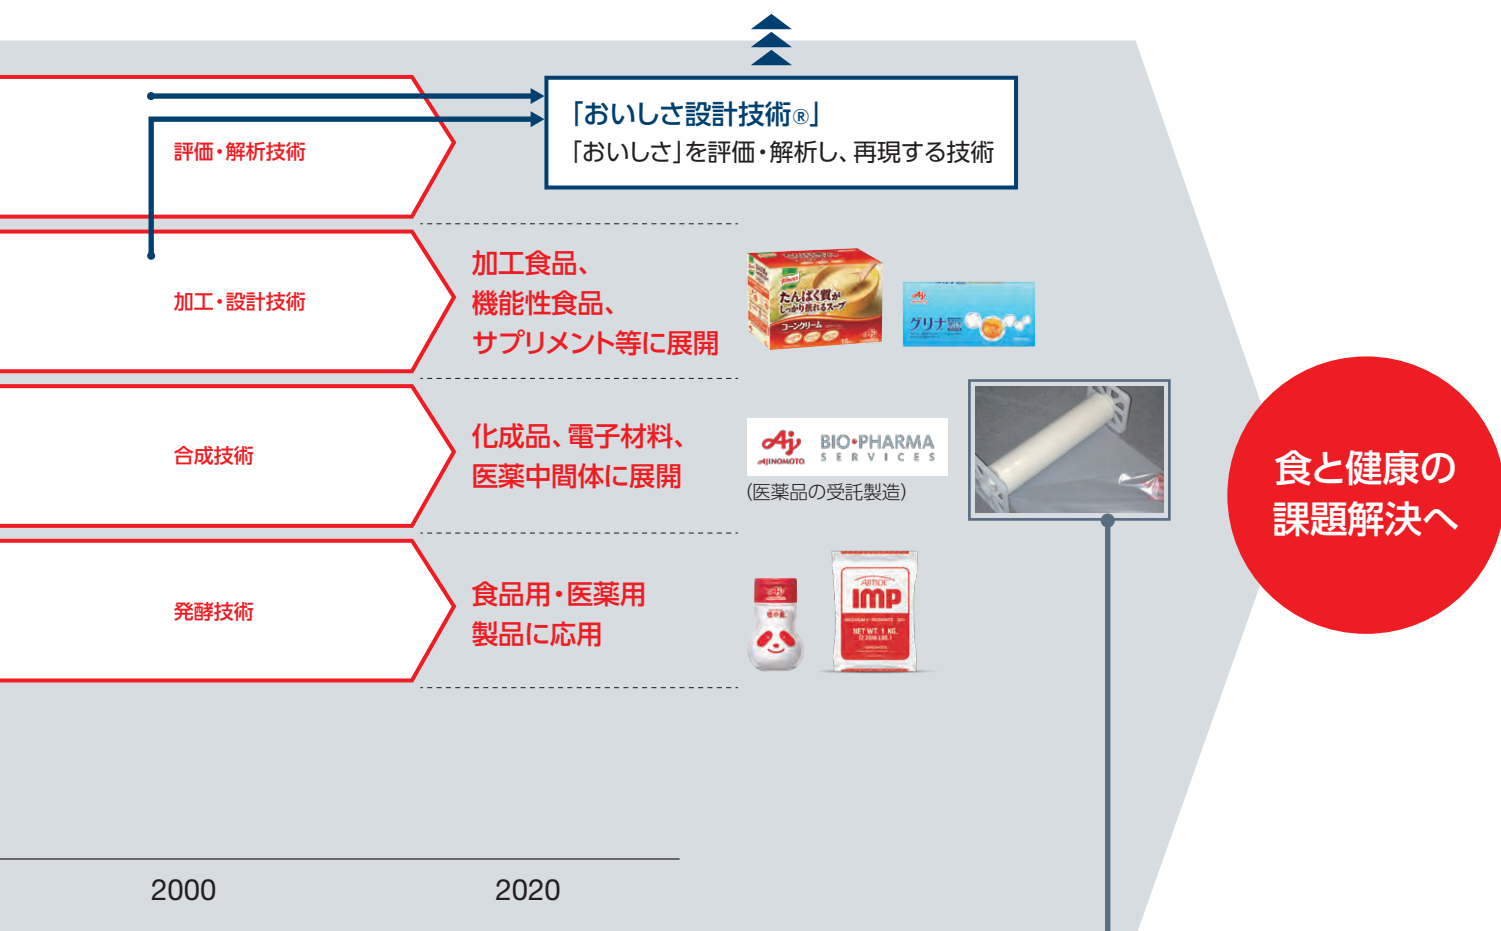 「おいしさ設計技術®」
「おいしさ」を評価・解析し、再現する技術
評価・解析技術
加工・設計技術
加工食品、
機能性食品、
サプリメント等に展開
Knorr
たんぱく質が
しっかり摂れるスープ
コーンクリーム
Aj
グリナ
合成技術
化成品、電子材料、
医薬中間体に展開
Aj
AJINOMOTO
BIO・PHARMA
SERVICES
(医薬品の受託製造)
食と健康の
課題解決へ
発酵技術
食品用・医薬用
製品に応用
味の素
IMP
NET WT. 1 KG.
2000
2020